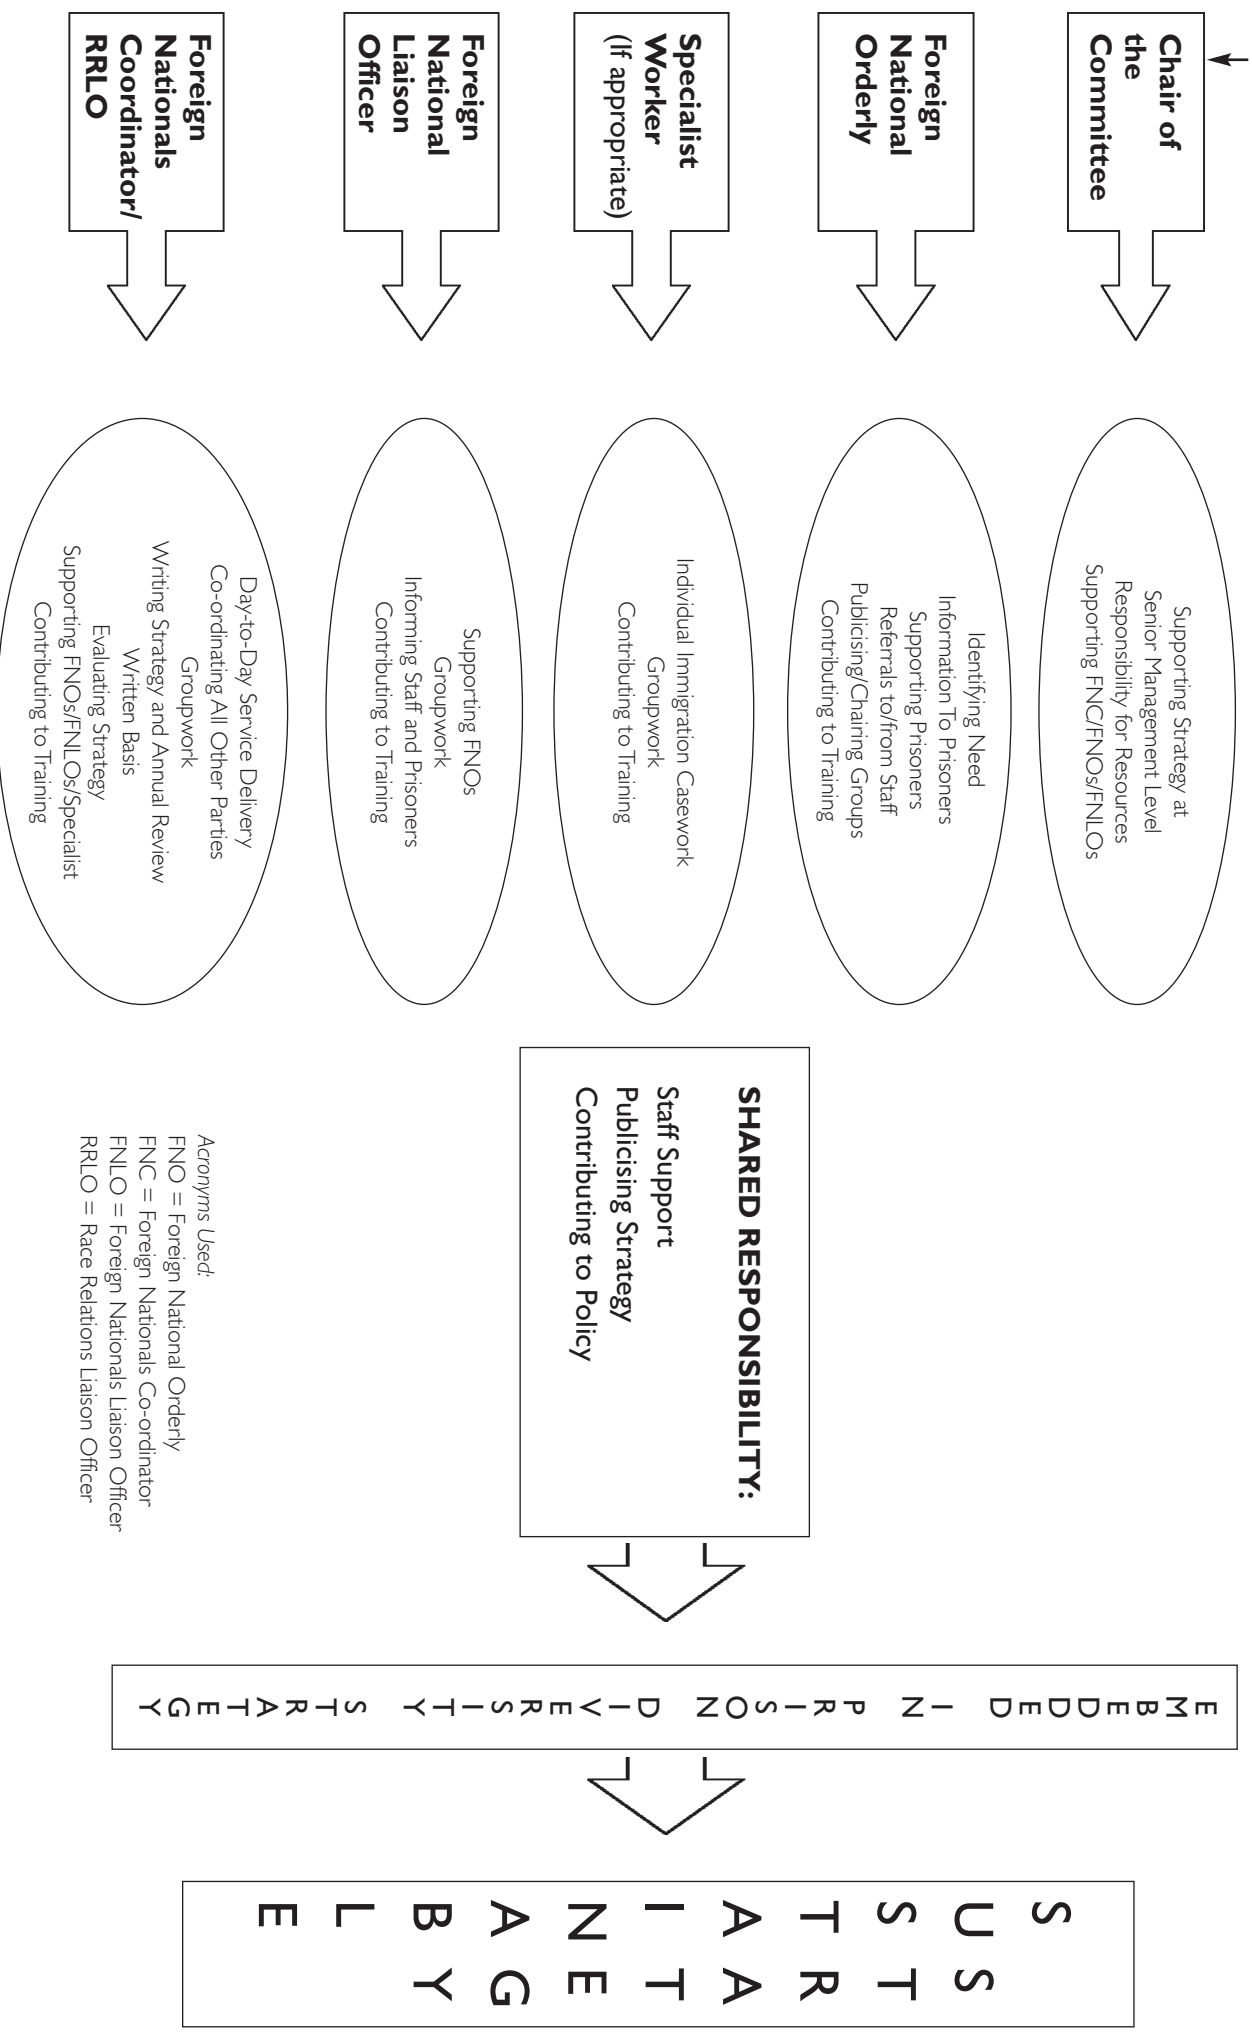 Chair of
the
Committee
Supporting Strategy at
Senior Management Level
Responsibility for Resources
Supporting FNC/FNOs/FNLOs
Foreign
National
Orderly
Identifying Need
Information To Prisoners
Supporting Prisoners
Referrals to/from Staff
Publicising/Chairing Groups
Contributing to Training
Specialist
Worker
(If appropriate)
Individual Immigration Casework
Groupwork
Contributing to Training
Foreign
National
Liaison
Officer
Supporting FNOs
Groupwork
Informing Staff and Prisoners
Contributing to Training
Foreign
Nationals
Coordinator/
RRLO
Day-to-Day Service Delivery
Co-ordinating All Other Parties
Groupwork
Writing Strategy and Annual Review
Written Basis
Evaluating Strategy
Supporting FNOs/FNLOs/Specialist
Contributing to Training
SHARED RESPONSIBILITY:
Staff Support
Publicising Strategy
Contributing to Policy
Acronyms Used:
FNO = Foreign National Orderly
FNC = Foreign Nationals Co-ordinator
FNLO = Foreign Nationals Liaison Officer
RRLO = Race Relations Liaison Officer
EMBEDDED IN PRISON DIVERSITY STRATEGY
SUSTAINABLE
STRATEGY